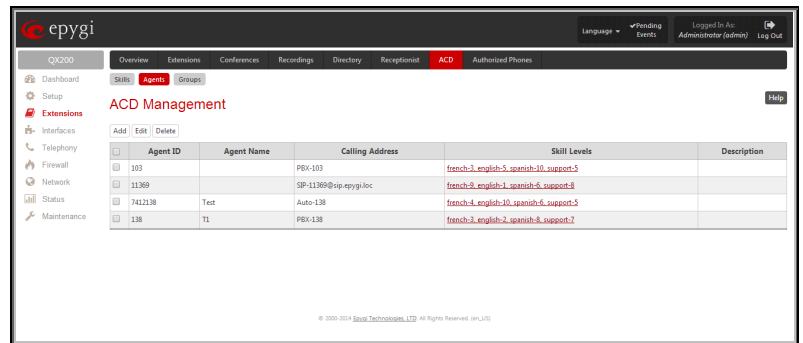 epygi
Language
Pending Events
Logged In As:
Administrator (admin)
Log Out
QX200
Overview Extensions Conferences Recordings Directory Receptionist ACD Authorized Phones
Dashboard
Setup
Extensions
Interfaces
Telephony
Firewall
Network
Status
Maintenance
Skills Agents Groups
Help
ACD Management
Add Edit Delete
Agent ID Agent Name Calling Address Skill Levels Description
103 PBX-103 french-3, english-5, spanish-10, support-5
11369 SIP-11369@sip.epygi.loc french-9, english-1, spanish-6, support-8
7412138 Test Auto-138 french-4, english-10, spanish-6, support-5
138 T1 PBX-138 french-3, english-2, spanish-8, support-7
© 2000-2014 Epygi Technologies, LTD. All Rights Reserved. (en_US)